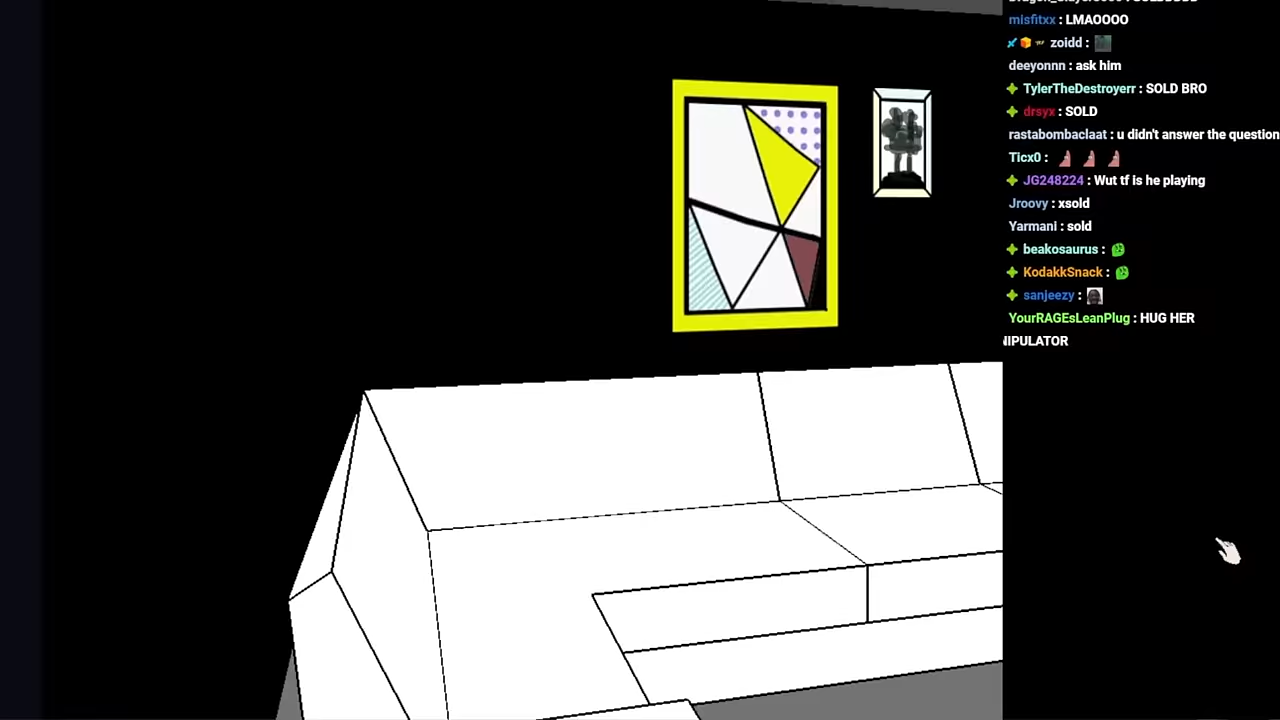 misfitxx : LMAOOOO
zoidd :
deeyonnn : ask him
TylerTheDestroyerr : SOLD BRO
drsyx : SOLD
rastabombaclaat : u didn't answer the question
Ticx0 :
JG248224 : Wut tf is he playing
Jroovy : xsold
Yarmani : sold
beakosaurus :
KodakkSnack :
sanjeezy :
YourRAGEsLeanPlug : HUG HER
NIPULATOR